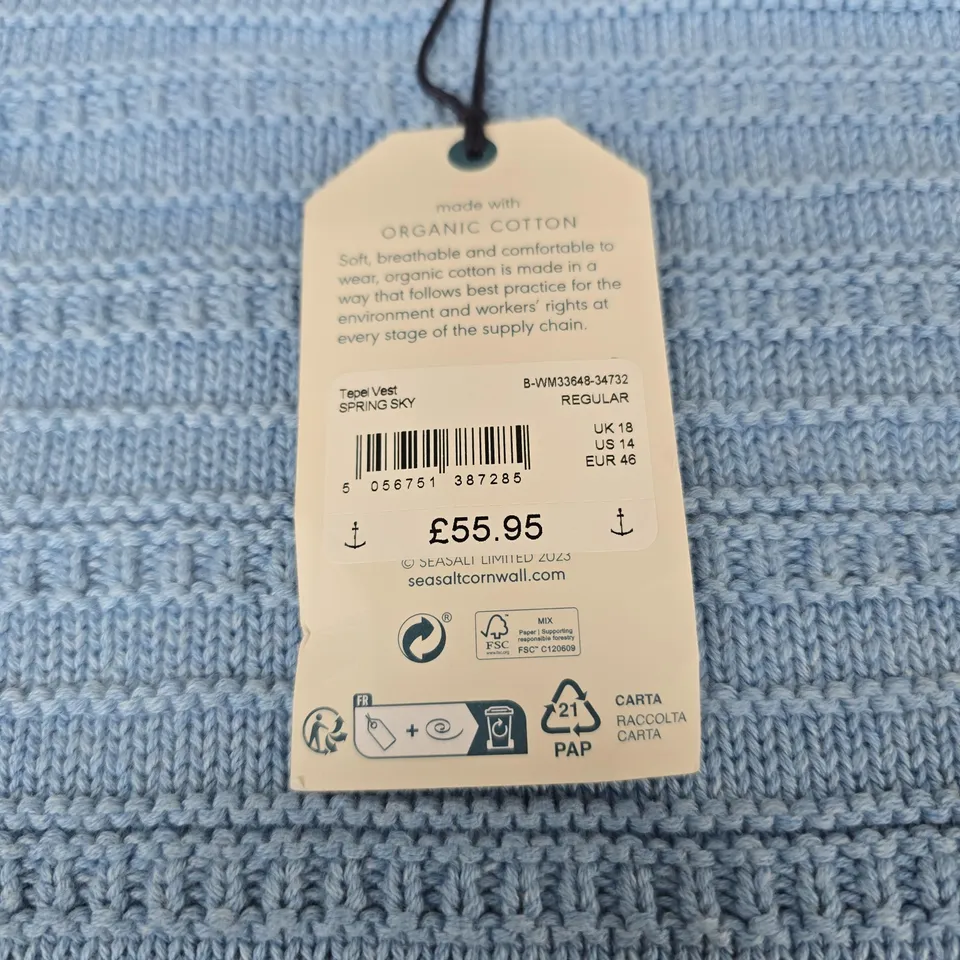 made with
ORGANIC COTTON
Soft, breathable and comfortable to
wear, organic cotton is made in a
way that follows best practice for the
environment and workers' rights at
every stage of the supply chain.
Tepel Vest
SPRING SKY
B-WM33648-34732
REGULAR
UK 18
US 14
EUR 46
5 056751 387285
£55.95
© SEASALT LIMITED 2023
seasaltcornwall.com
®
FSC
www.fsc.org
MIX
Paper | Supporting
responsible forestry
FSC™ C120609
FR
+
21
PAP
CARTA
RACCOLTA
CARTA